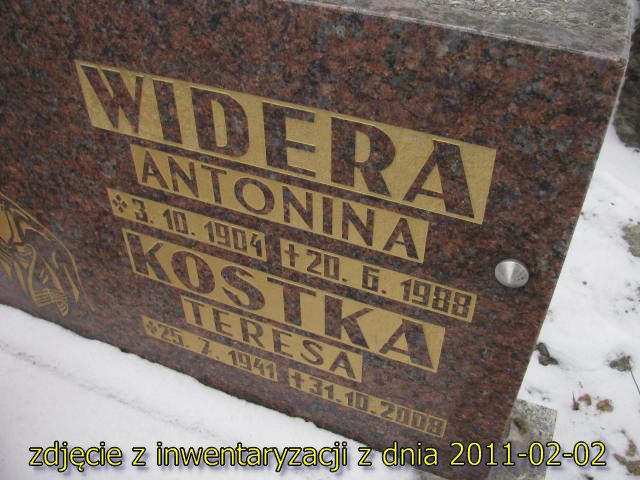 WIDERA
ANTONINA
3. 10. 1904 †20. 6. 1988
KOSTKA
TERESA
25. 7. 1941 †31.10.2008
zdjęcie z inwentaryzacji z dnia 2011-02-02